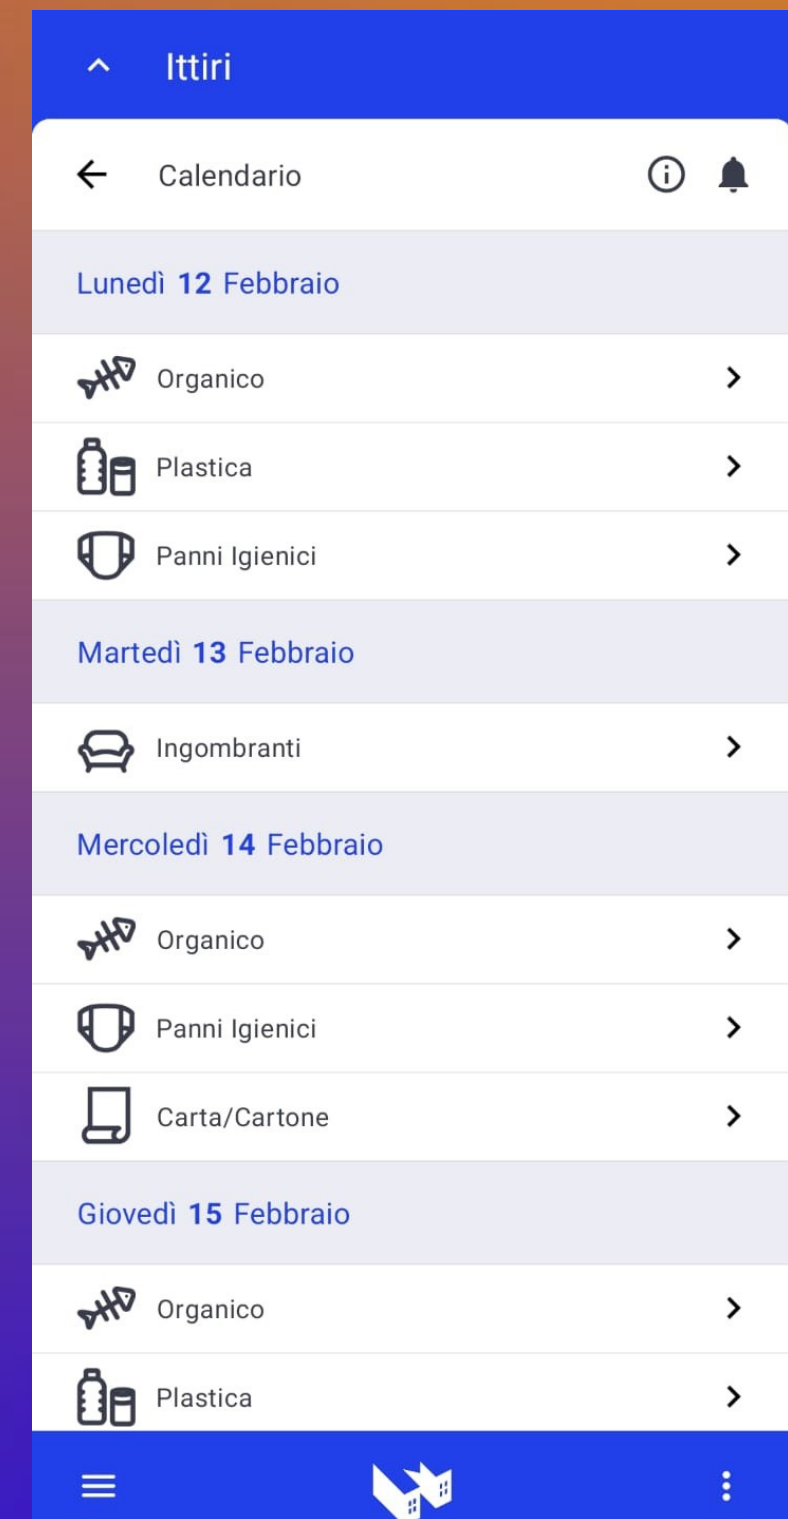 Ittiri
Calendario
Lunedì 12 Febbraio
Organico
Plastica
Panni Igienici
Martedì 13 Febbraio
Ingombranti
Mercoledì 14 Febbraio
Organico
Panni Igienici
Carta/Cartone
Giovedì 15 Febbraio
Organico
Plastica